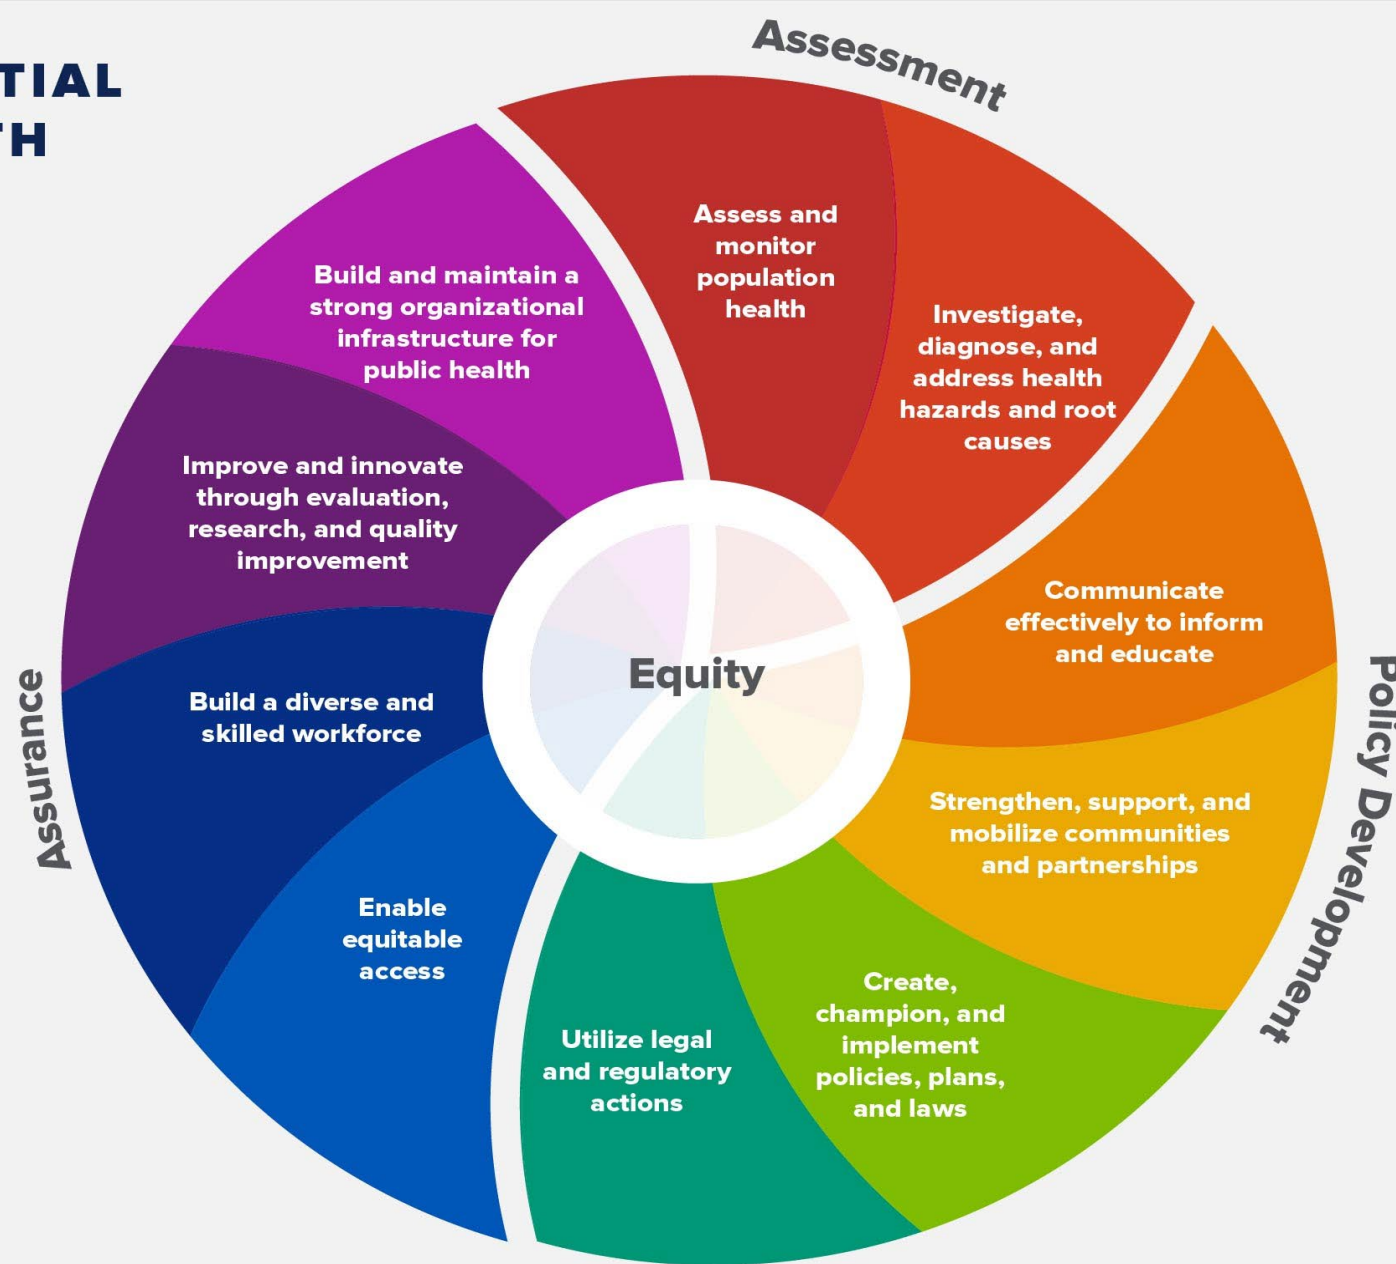 TIAL
TH
Assessment
Assess and
monitor
population
health
Investigate,
diagnose, and
address health
hazards and root
causes
Policy Development
Communicate
effectively to inform
and educate
Strengthen, support, and
mobilize communities
and partnerships
Create,
champion, and
implement
policies, plans,
and laws
Utilize legal
and regulatory
actions
Assurance
Enable
equitable
access
Build a diverse and
skilled workforce
Improve and innovate
through evaluation,
research, and quality
improvement
Build and maintain a
strong organizational
infrastructure for
public health
Equity